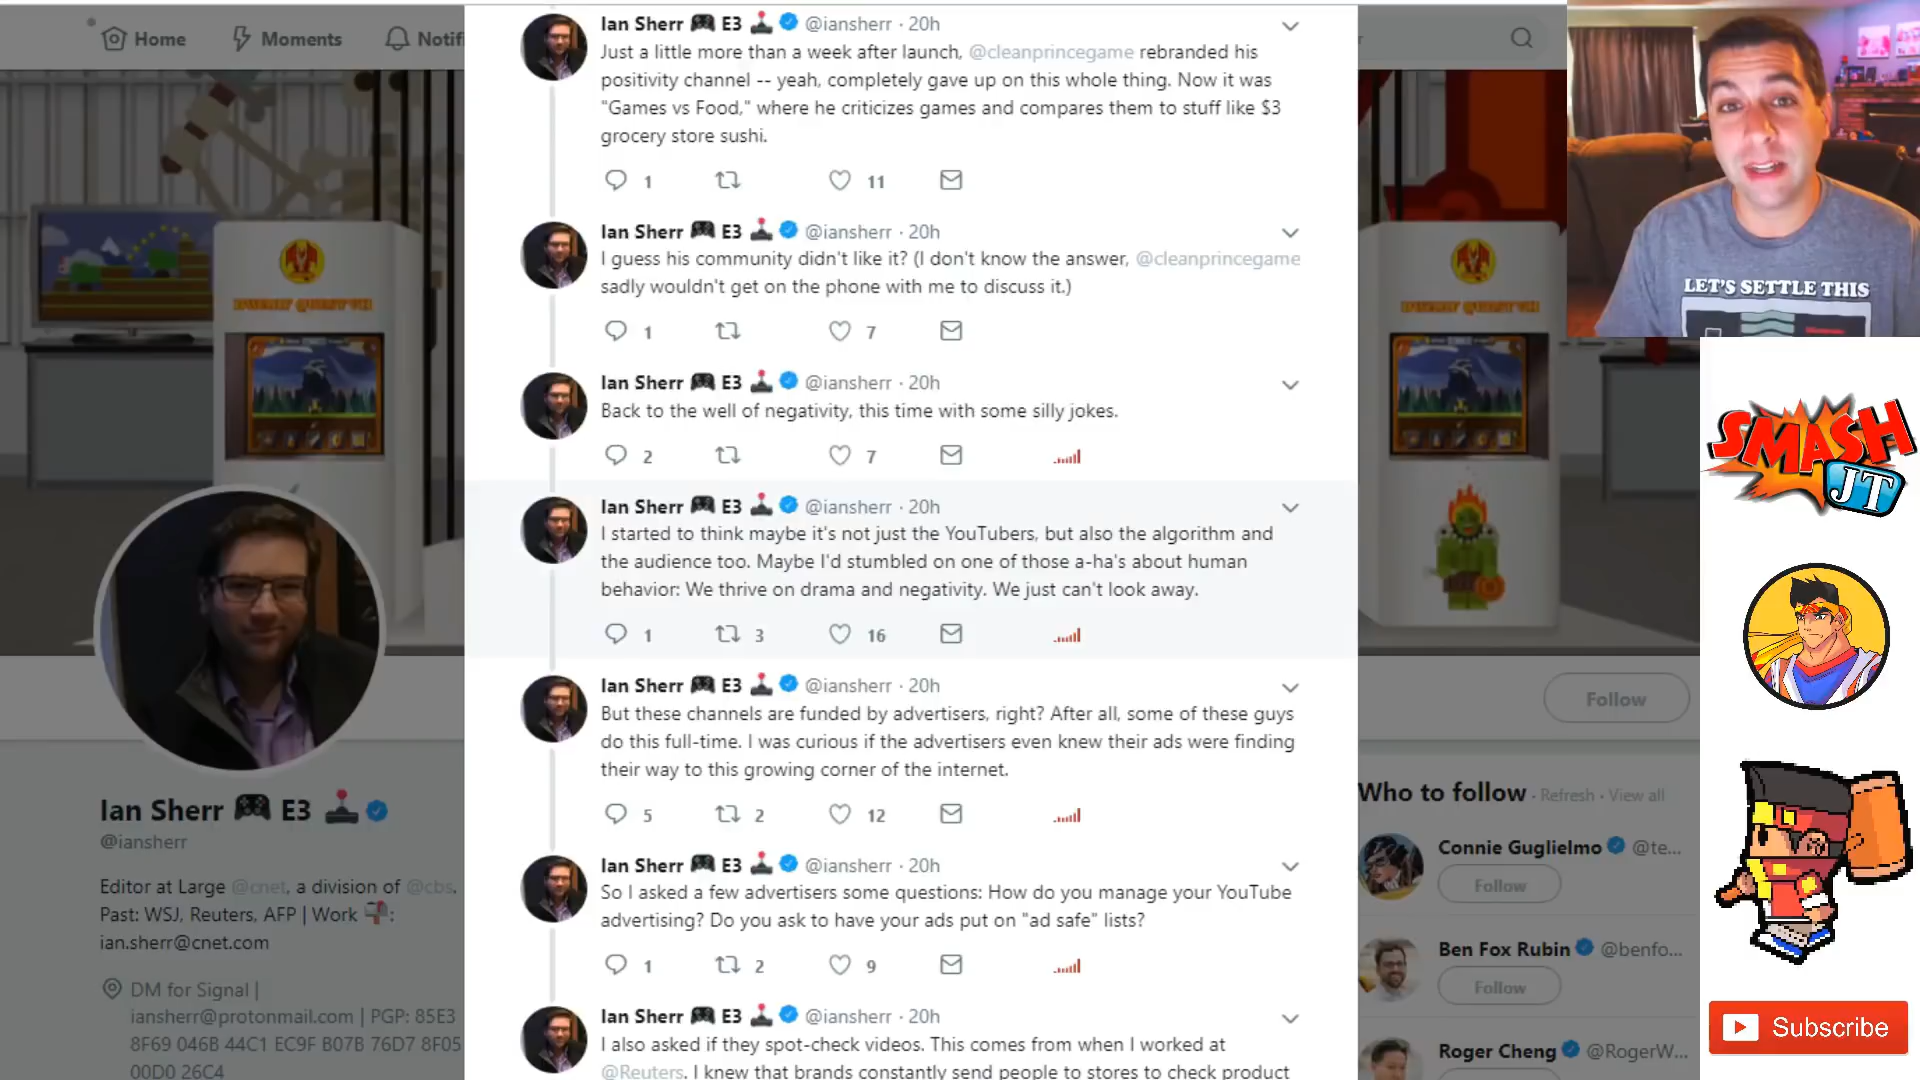 Home
Moments
Notifi
Ian Sherr E3 @iansherr · 20h
Just a little more than a week after launch, @cleanprincegame rebranded his
positivity channel -- yeah, completely gave up on this whole thing. Now it was
"Games vs Food," where he criticizes games and compares them to stuff like $3
grocery store sushi.
1 11
Ian Sherr E3 @iansherr · 20h
I guess his community didn't like it? (I don't know the answer, @cleanprincegame
sadly wouldn't get on the phone with me to discuss it.)
1 7
Ian Sherr E3 @iansherr · 20h
Back to the well of negativity, this time with some silly jokes.
2 7
Ian Sherr E3 @iansherr · 20h
I started to think maybe it's not just the YouTubers, but also the algorithm and
the audience too. Maybe I'd stumbled on one of those a-ha's about human
behavior: We thrive on drama and negativity. We just can't look away.
1 3 16
Ian Sherr E3 @iansherr · 20h
But these channels are funded by advertisers, right? After all, some of these guys
do this full-time. I was curious if the advertisers even knew their ads were finding
their way to this growing corner of the internet.
5 2 12
Ian Sherr E3 @iansherr · 20h
So I asked a few advertisers some questions: How do you manage your YouTube
advertising? Do you ask to have your ads put on "ad safe" lists?
1 2 9
Ian Sherr E3 @iansherr · 20h
I also asked if they spot-check videos. This comes from when I worked at
@Reuters. I knew that brands constantly send people to stores to check product
Ian Sherr E3
@iansherr
Editor at Large @cnet, a division of @cbs.
Past: WSJ, Reuters, AFP | Work :
ian.sherr@cnet.com
DM for Signal |
iansherr@protonmail.com | PGP: 85E3
8F69 046B 44C1 EC9F B07B 76D7 8F05
00D0 26C4
Follow
Who to follow · Refresh · View all
Connie Guglielmo @te...
Follow
Ben Fox Rubin @benfo...
Follow
Roger Cheng @RogerW...
LET'S SETTLE THIS
SMASH
JT
Subscribe